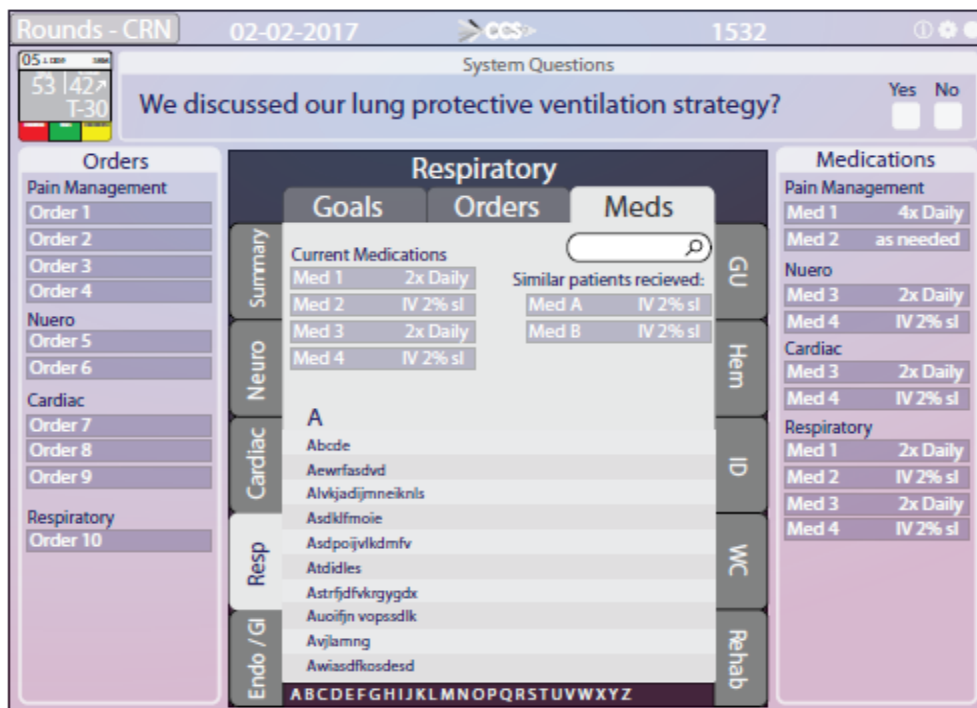 Rounds - CRN
02-02-2017
CCS
1532
05
53 | 42↗
T-30
System Questions
We discussed our lung protective ventilation strategy?
Yes No
Orders
Pain Management
Order 1
Order 2
Order 3
Order 4
Nuero
Order 5
Order 6
Cardiac
Order 7
Order 8
Order 9
Respiratory
Order 10
Respiratory
Goals
Orders
Meds
Summary
Neuro
Cardiac
Resp
Endo / GI
Current Medications
Med 1 2x Daily
Med 2 IV 2% sl
Med 3 2x Daily
Med 4 IV 2% sl
Similar patients recieved:
Med A IV 2% sl
Med B IV 2% sl
A
Abcde
Aewrfasdvd
Alvkjadijmneiknls
Asdklfmoie
Asdpoijvlkdmfv
Atdidles
Astrfjdfvkrgygdx
Auoifjn vopssdlk
Avjlamng
Awiasdfkosdesd
ABCDEFGHIJKLMNOPQRSTUVWXYZ
GU
Hem
ID
WC
Rehab
Medications
Pain Management
Med 1 4x Daily
Med 2 as needed
Nuero
Med 3 2x Daily
Med 4 IV 2% sl
Cardiac
Med 3 2x Daily
Med 4 IV 2% sl
Respiratory
Med 1 2x Daily
Med 2 IV 2% sl
Med 3 2x Daily
Med 4 IV 2% sl